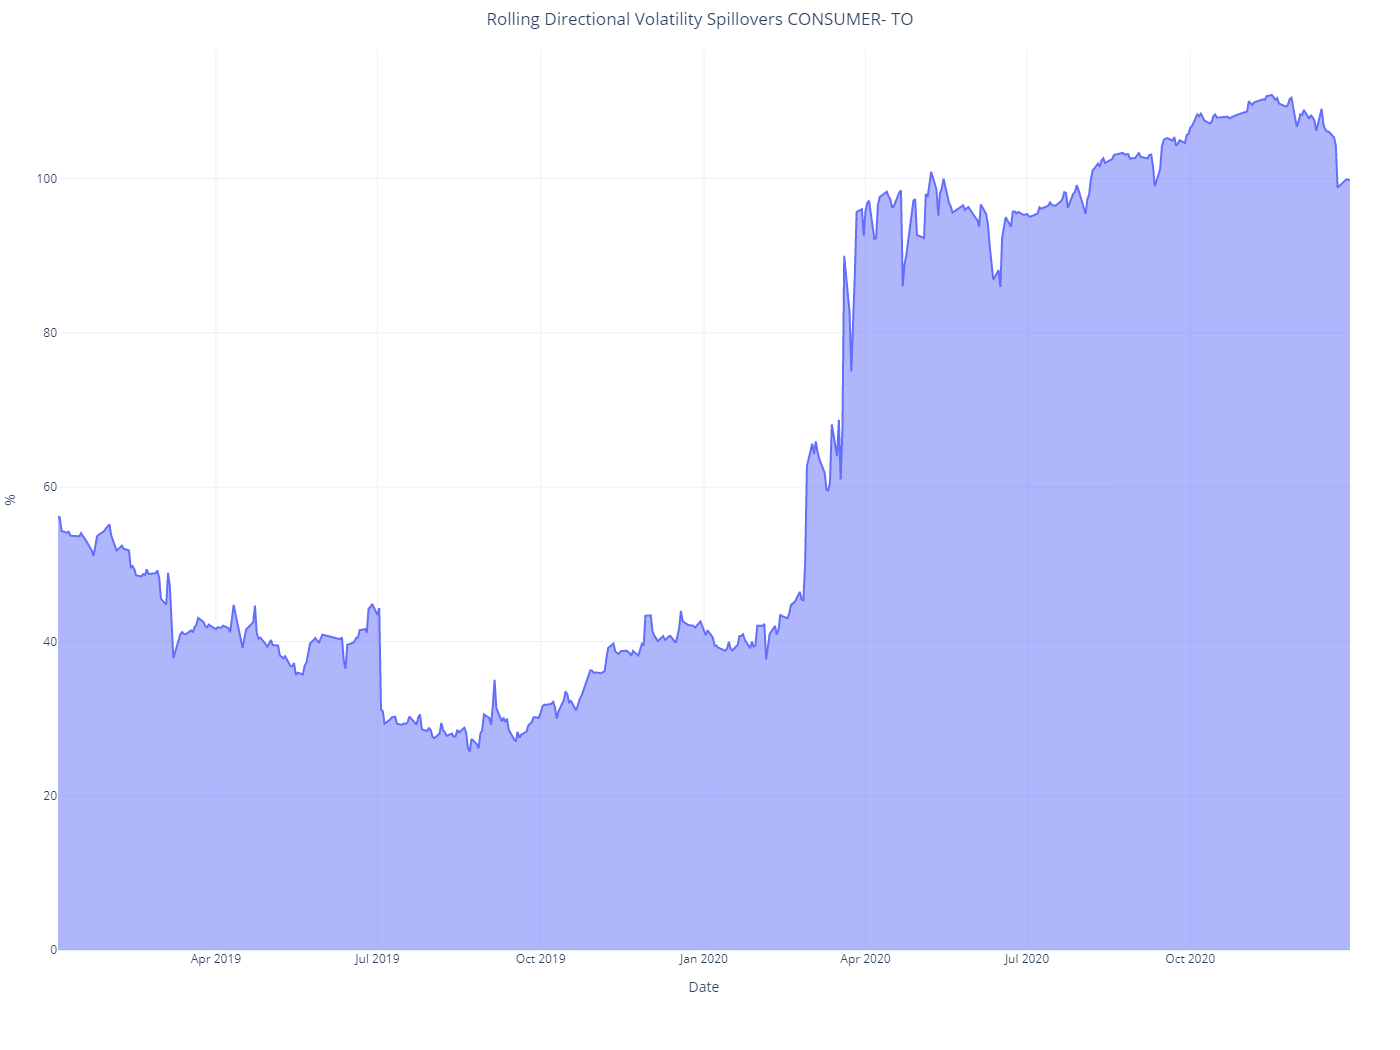 Rolling Directional Volatility Spillovers CONSUMER- TO
100
80
60
40
20
0
%
Apr 2019
Jul 2019
Oct 2019
Jan 2020
Apr 2020
Jul 2020
Oct 2020
Date